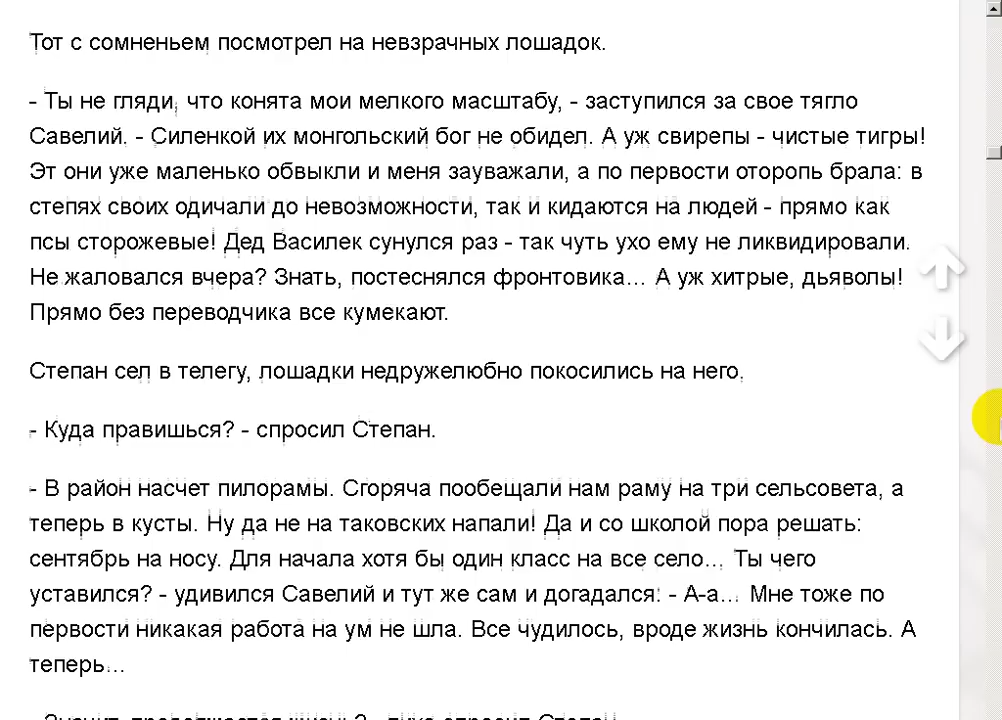 Тот с сомненьем посмотрел на невзрачных лошадок.
- Ты не гляди, что конята мои мелкого масштабу, - заступился за свое тягло
Савелий. - Силенкой их монгольский бог не обидел. А уж свирепы - чистые тигры!
Эт они уже маленько обвыкли и меня зауважали, а по первости оторопь брала: в
степях своих одичали до невозможности, так и кидаются на людей - прямо как
псы сторожевые! Дед Василек сунулся раз - так чуть ухо ему не ликвидировали.
Не жаловался вчера? Знать, постеснялся фронтовика... А уж хитрые, дьяволы!
Прямо без переводчика все кумекают.
Степан сел в телегу, лошадки недружелюбно покосились на него.
- Куда правишься? - спросил Степан.
- В район насчет пилорамы. Сгоряча пообещали нам раму на три сельсовета, а
теперь в кусты. Ну да не на таковских напали! Да и со школой пора решать:
сентябрь на носу. Для начала хотя бы один класс на все село... Ты чего
уставился? - удивился Савелий и тут же сам и догадался: - А-а... Мне тоже по
первости никакая работа на ум не шла. Все чудилось, вроде жизнь кончилась. А
теперь...